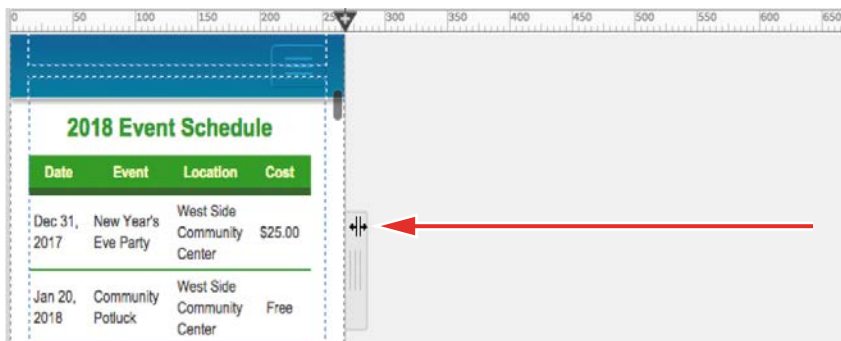 0 50 100 150 200 25 300 350 400 450 500 550 600 650
2018 Event Schedule
Date Event Location Cost
Dec 31, 2017 New Year's Eve Party West Side Community Center $25.00
Jan 20, 2018 Community Potluck West Side Community Center Free